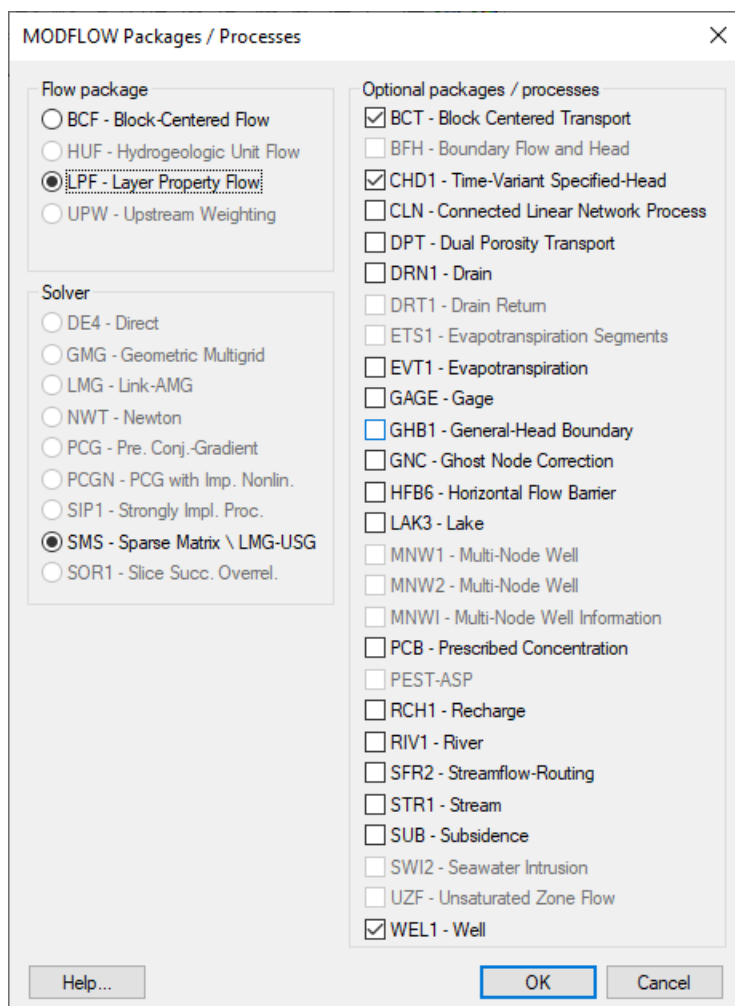 MODFLOW Packages / Processes
Flow package
BCF - Block-Centered Flow
HUF - Hydrogeologic Unit Flow
LPF - Layer Property Flow
UPW - Upstream Weighting
Solver
DE4 - Direct
GMG - Geometric Multigrid
LMG - Link-AMG
NWT - Newton
PCG - Pre. Conj.-Gradient
PCGN - PCG with Imp. Nonlin.
SIP1 - Strongly Impl. Proc.
SMS - Sparse Matrix \ LMG-USG
SOR1 - Slice Succ. Overrel.
Optional packages / processes
BCT - Block Centered Transport
BFH - Boundary Flow and Head
CHD1 - Time-Variant Specified-Head
CLN - Connected Linear Network Process
DPT - Dual Porosity Transport
DRN1 - Drain
DRT1 - Drain Return
ETS1 - Evapotranspiration Segments
EVT1 - Evapotranspiration
GAGE - Gage
GHB1 - General-Head Boundary
GNC - Ghost Node Correction
HFB6 - Horizontal Flow Barrier
LAK3 - Lake
MNW1 - Multi-Node Well
MNW2 - Multi-Node Well
MNWI - Multi-Node Well Information
PCB - Prescribed Concentration
PEST-ASP
RCH1 - Recharge
RIV1 - River
SFR2 - Streamflow-Routing
STR1 - Stream
SUB - Subsidence
SWI2 - Seawater Intrusion
UZF - Unsaturated Zone Flow
WEL1 - Well
Help...
OK
Cancel